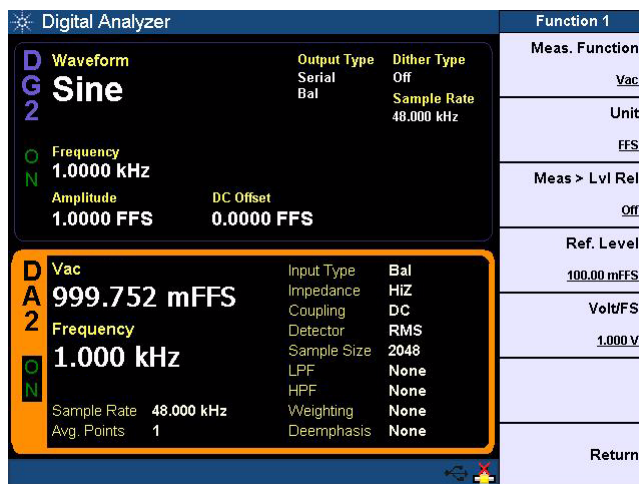 Digital Analyzer
Function 1
DG2
ON
Waveform
Sine
Output Type
Serial
Bal
Dither Type
Off
Sample Rate
48.000 kHz
Frequency
1.0000 kHz
Amplitude
1.0000 FFS
DC Offset
0.0000 FFS
DA2
ON
Vac
999.752 mFFS
Frequency
1.000 kHz
Sample Rate 48.000 kHz
Avg. Points 1
Input Type Bal
Impedance HiZ
Coupling DC
Detector RMS
Sample Size 2048
LPF None
HPF None
Weighting None
Deemphasis None
Meas. Function
Vac
Unit
FFS
Meas > Lvl Rel
Off
Ref. Level
100.00 mFFS
Volt/FS
1.000 V
Return